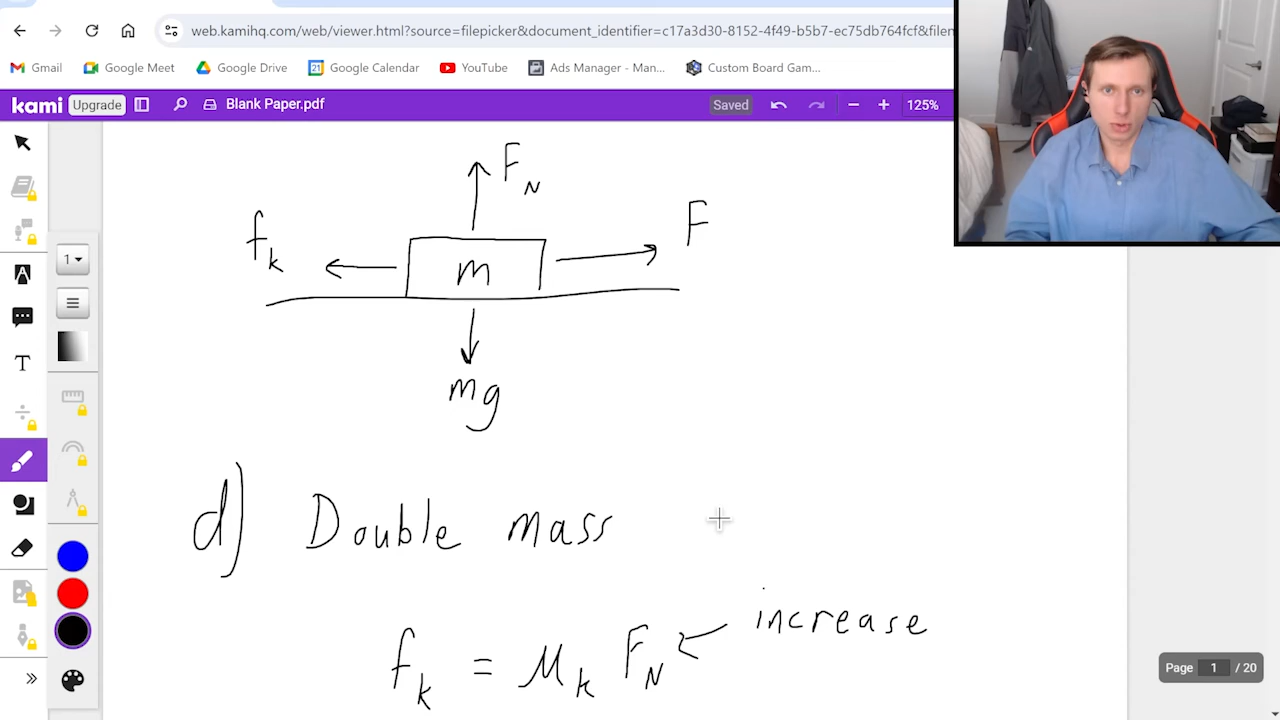 web.kamihq.com/web/viewer.html?source=filepicker&document_identifier=c17a3d30-8152-4f49-b5b7-ec75db764fcf&filen
Gmail Google Meet Google Drive 21 Google Calendar YouTube Ads Manager - Man... Custom Board Gam...
kami Upgrade Blank Paper.pdf Saved 125%
F_N
f_k
F
m
mg
1
A
T
d) Double mass
increase
f_k = μ_k F_N
Page 1 / 20